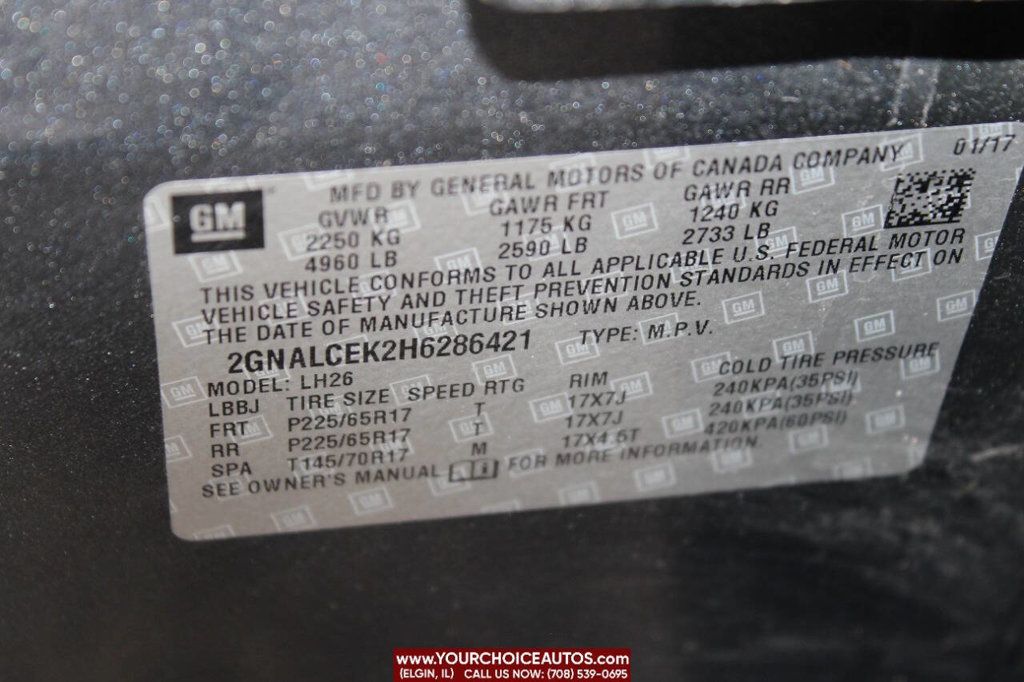 GM
01/17
MFD BY GENERAL MOTORS OF CANADA COMPANY
GVWR GAWR FRT GAWR RR
2250 KG 1175 KG 1240 KG
4960 LB 2590 LB 2733 LB
THIS VEHICLE CONFORMS TO ALL APPLICABLE U.S. FEDERAL MOTOR
VEHICLE SAFETY AND THEFT PREVENTION STANDARDS IN EFFECT ON
THE DATE OF MANUFACTURE SHOWN ABOVE.
2GNALCEK2H6286421 TYPE: M.P.V.
MODEL: LH26
LBBJ TIRE SIZE SPEED RTG RIM COLD TIRE PRESSURE
FRT P225/65R17 T 17X7J 240KPA(35PSI)
RR P225/65R17 T 17X7J 240KPA(35PSI)
SPA T145/70R17 M 17X4.5T 420KPA(60PSI)
SEE OWNER'S MANUAL FOR MORE INFORMATION.
www.YOURCHOICEAUTOS.com
(ELGIN, IL) CALL US NOW: (708) 539-0695